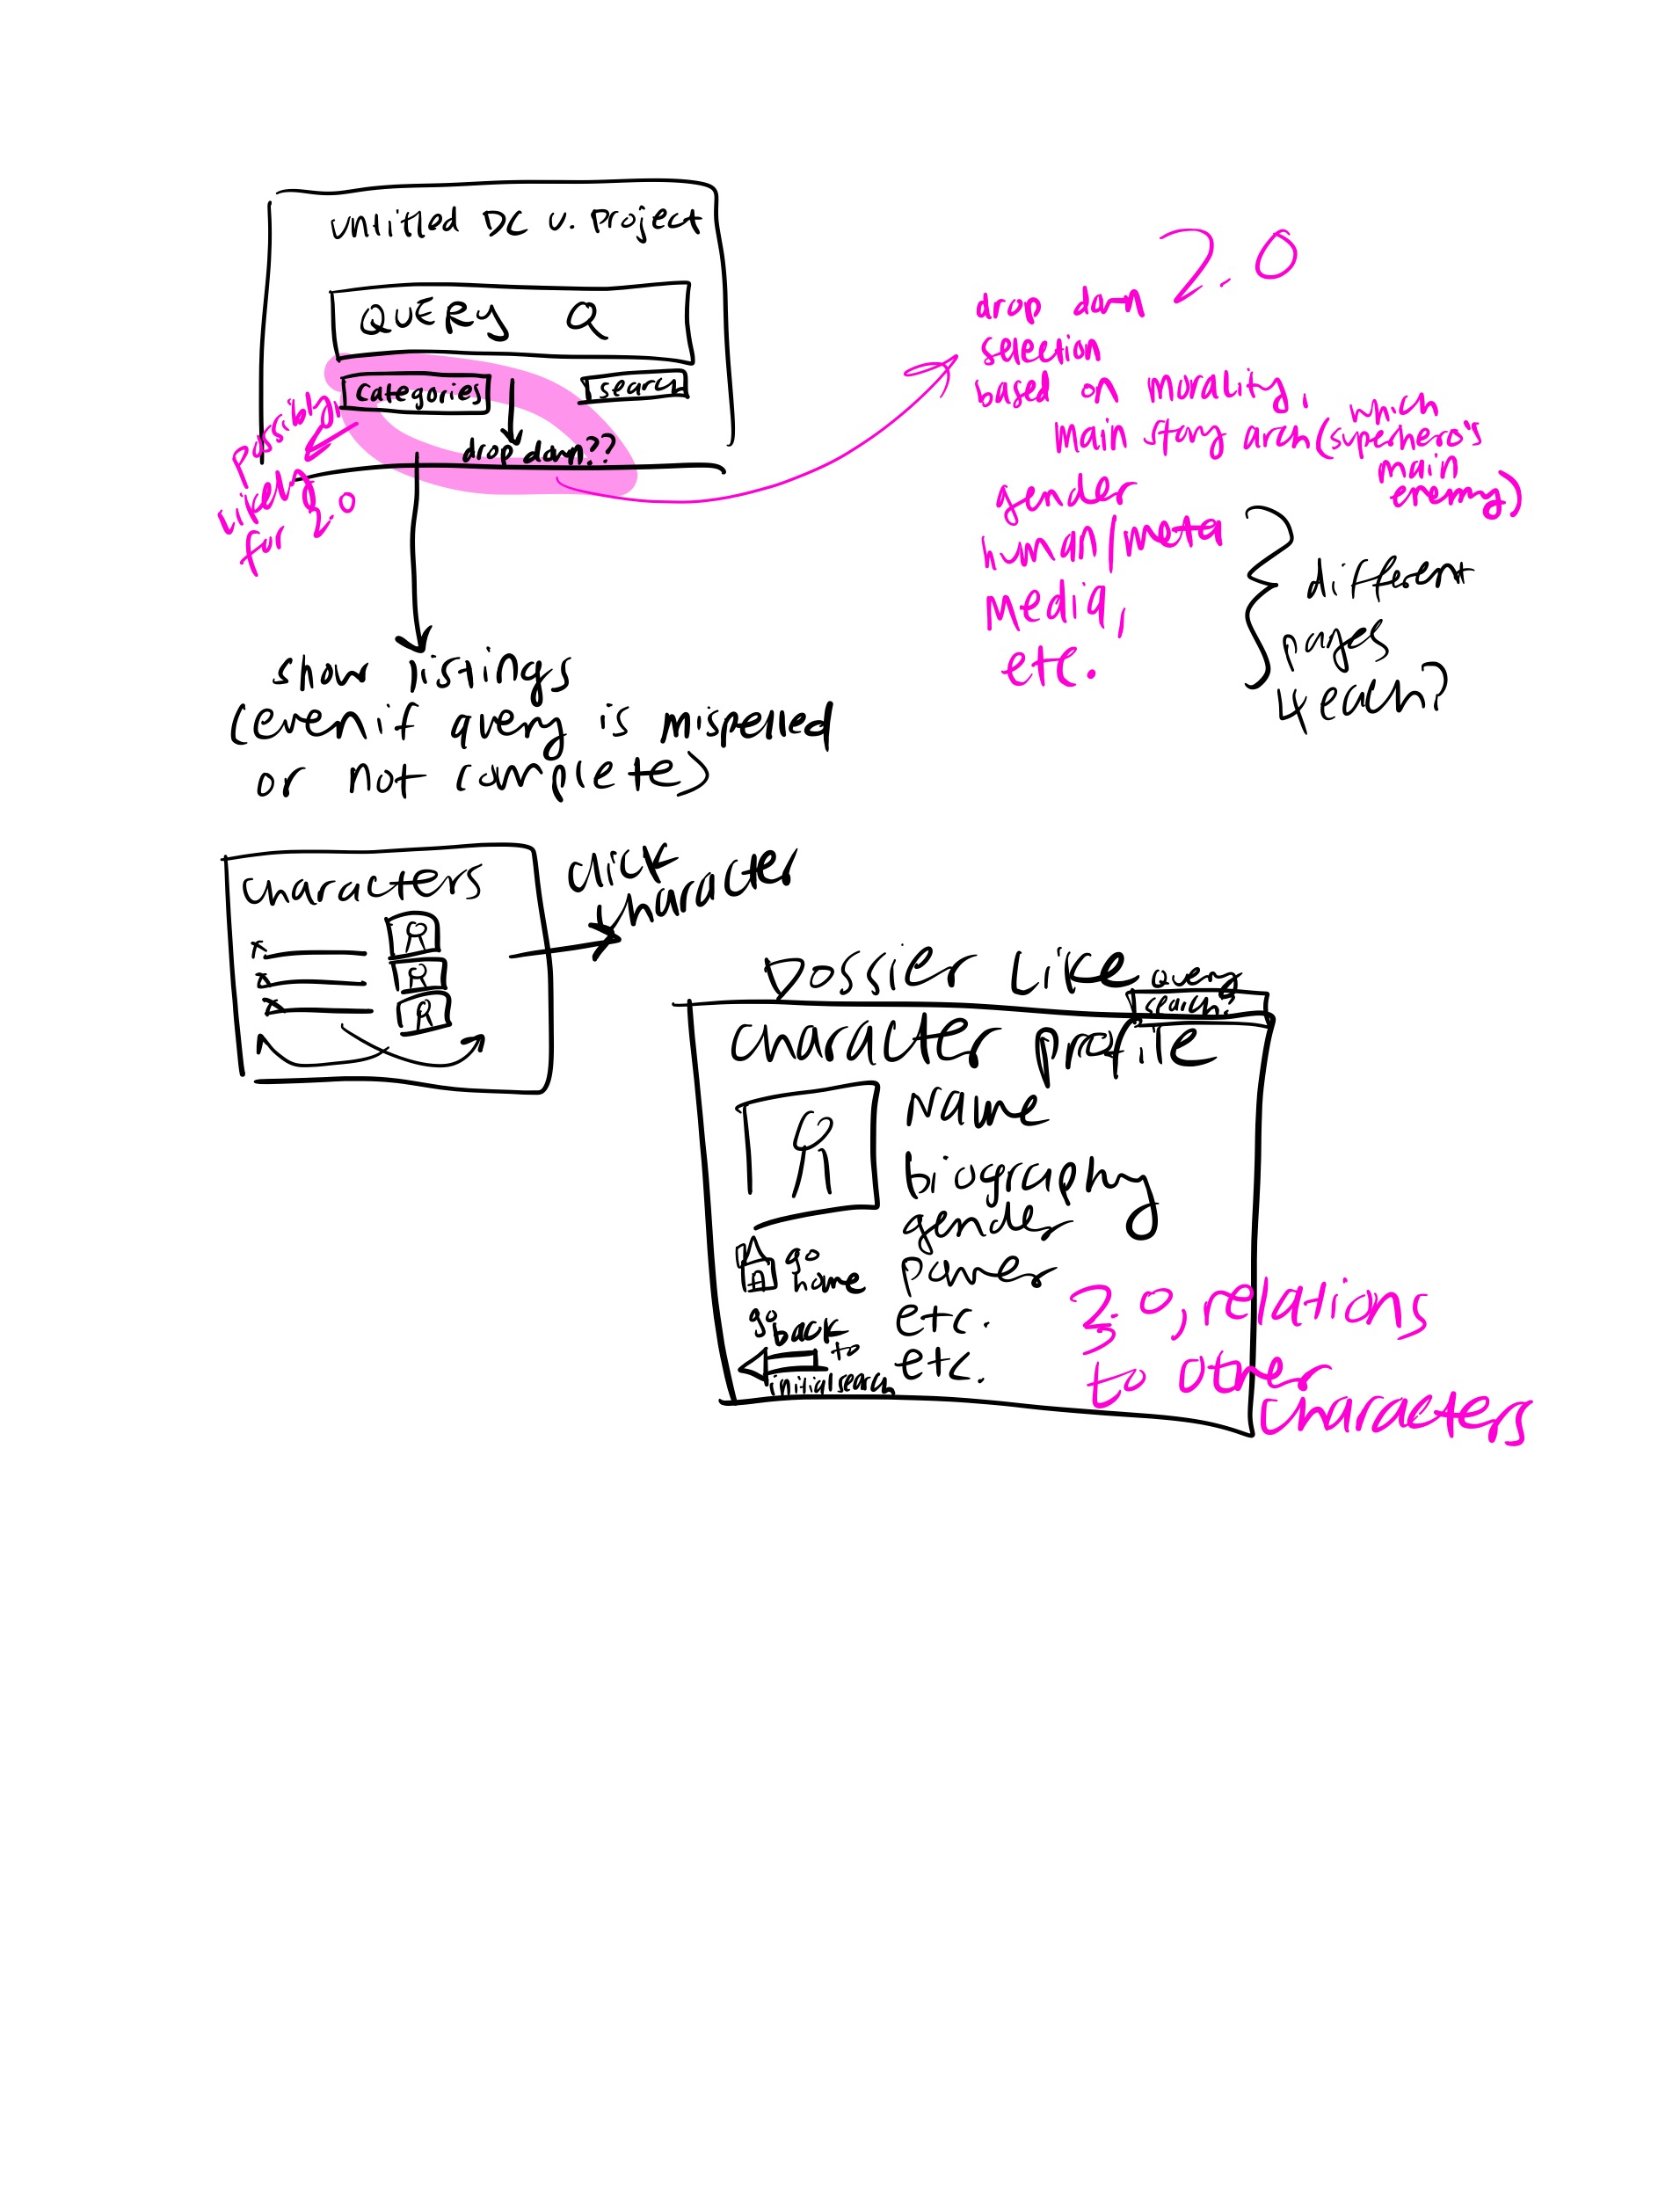 untitled DC U. Project
QUERY
categories
search
drop down??
Possibly,
likely
for 2.0
2.0
drop down
selection
based on morality,
main story arch (which
superhero's
main
enemy)
gender
human/meta
media,
etc.
different
pages
4 each?
show listings
(even if query is mispelled
or not complete)
characters
click
character
Dossier Like
Query
search
character profile
Name
biography
gender
power
etc.
etc.
go
home
go
back
to
initial search
2.0, relations
to other
characters